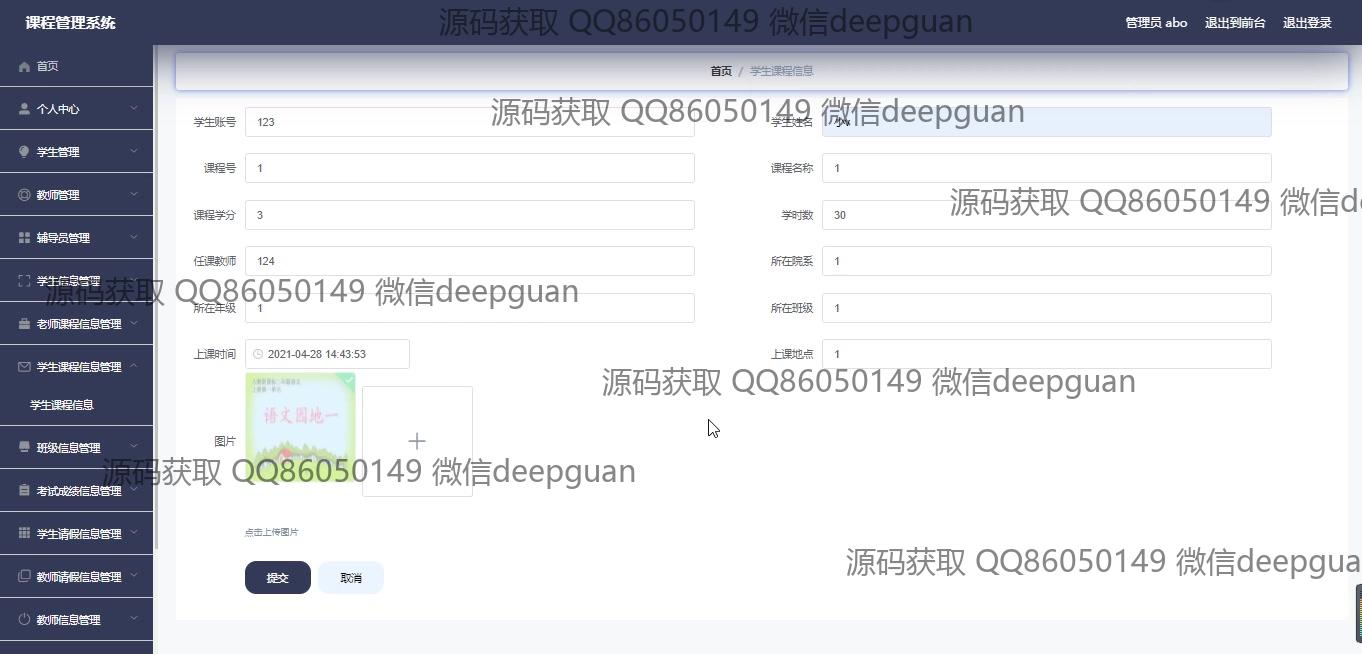 课程管理系统
源码获取 QQ86050149 微信deepguan
管理员 abo 退出到前台 退出登录
首页
首页 / 学生课程信息
个人中心
学生账号 123
源码获取 QQ86050149 微信deepguan
学生姓名
学生管理
课程号 1
课程名称 1
教师管理
课程学分 3
学时数 30
源码获取 QQ86050149 微信de
辅导员管理
任课教师 124
所在院系 1
学生信息管理
源码获取 QQ86050149 微信deepguan
所在年级 1
所在班级 1
老师课程信息管理
上课时间 2021-04-28 14:43:53
上课地点 1
学生课程信息管理
学生课程信息
语文园地一
源码获取 QQ86050149 微信deepguan
图片
班级信息管理
源码获取 QQ86050149 微信deepguan
考试成绩信息管理
学生请假信息管理
点击上传图片
源码获取 QQ86050149 微信deepgua
教师请假信息管理
提交 取消
教师信息管理